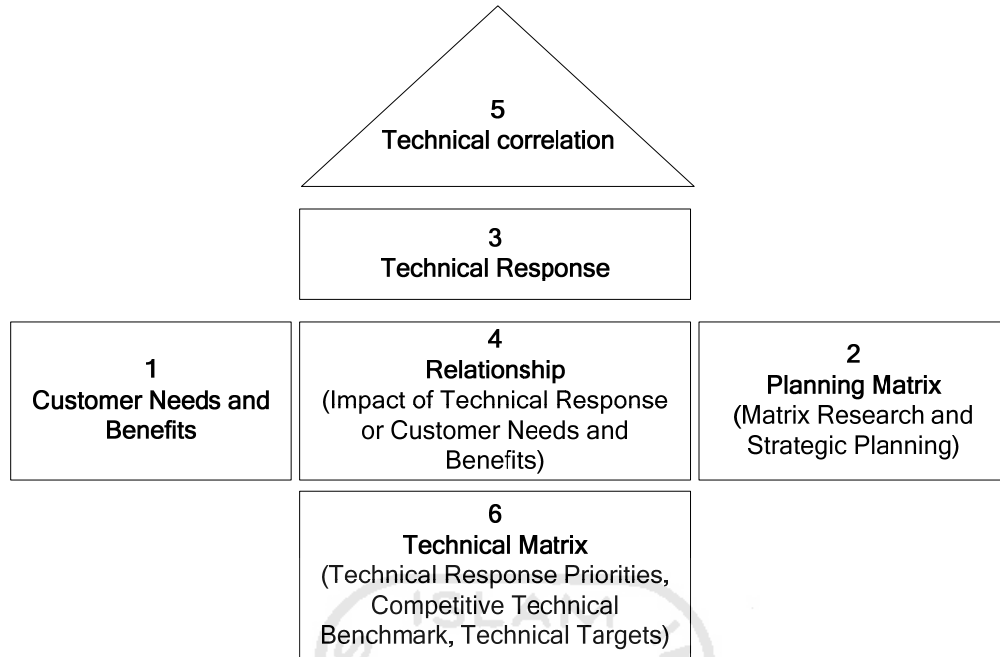 5
Technical correlation
3
Technical Response
1
Customer Needs and
Benefits
4
Relationship
(Impact of Technical Response
or Customer Needs and
Benefits)
2
Planning Matrix
(Matrix Research and
Strategic Planning)
6
Technical Matrix
(Technical Response Priorities,
Competitive Technical
Benchmark, Technical Targets)
ISLAM